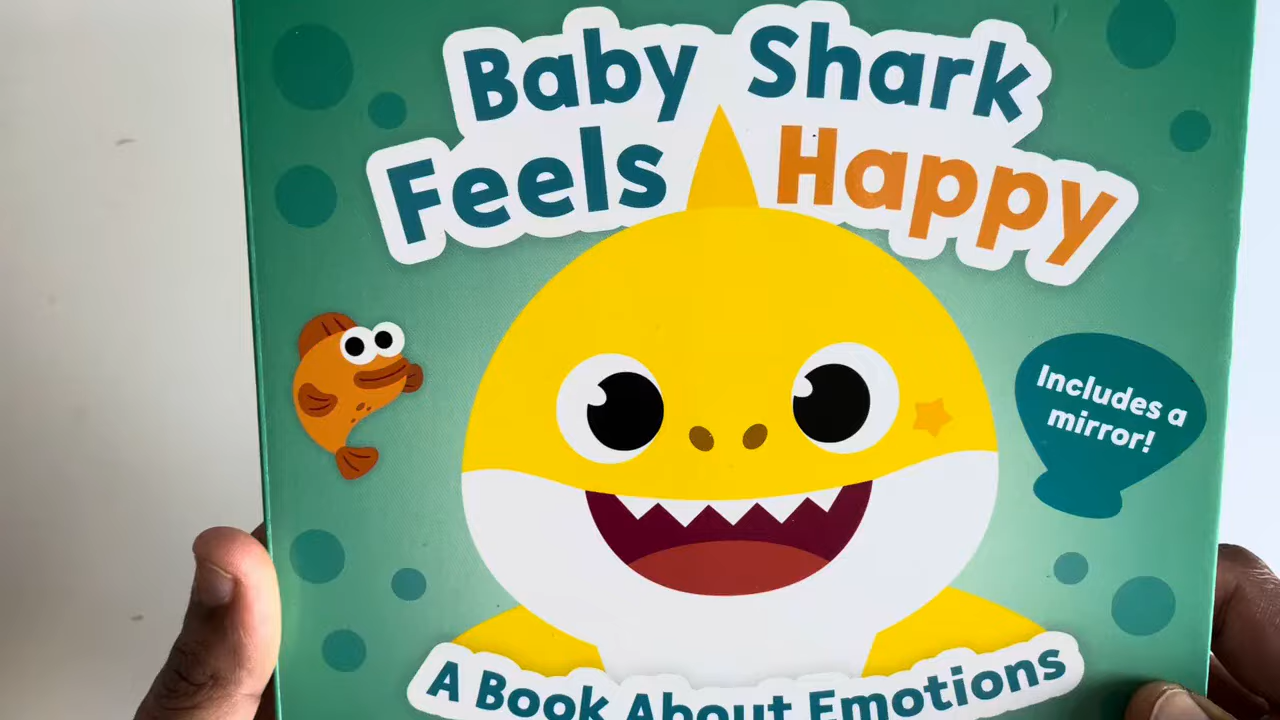 Baby Shark
Feels Happy
Includes a
mirror!
A Book About Emotions